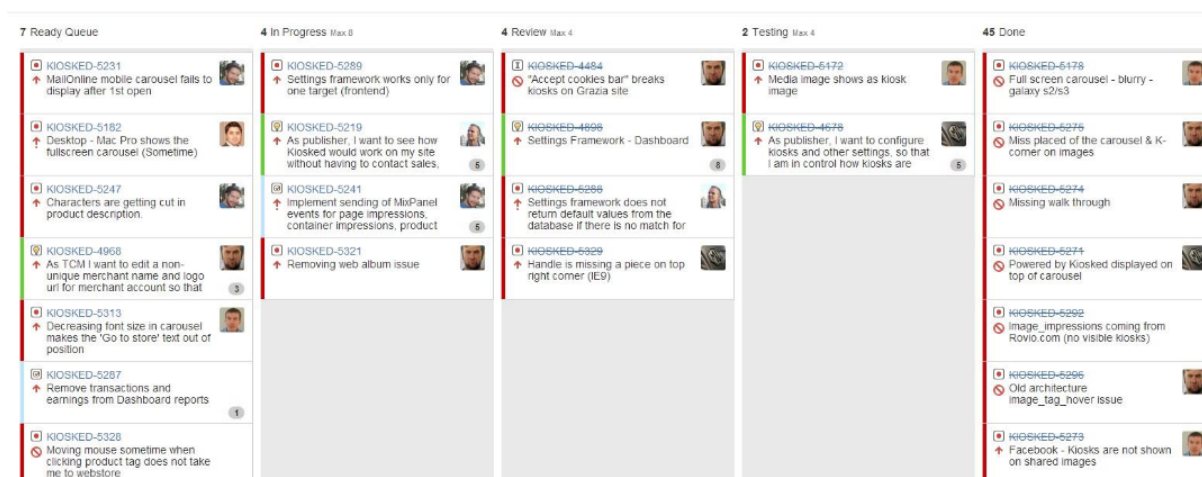 7 Ready Queue
KIOSKED-5231
MailOnline mobile carousel fails to
display after 1st open
KIOSKED-5182
Desktop - Mac Pro shows the
fullscreen carousel (Sometime)
KIOSKED-5247
Characters are getting cut in
product description.
KIOSKED-4968
As TCM I want to edit a non-
unique merchant name and logo
url for merchant account so that
3
KIOSKED-5313
Decreasing font size in carousel
makes the 'Go to store' text out of
position
KIOSKED-5287
Remove transactions and
earnings from Dashboard reports
1
KIOSKED-5328
Moving mouse sometime when
clicking product tag does not take
me to webstore
4 In Progress Max 8
KIOSKED-5289
Settings framework works only for
one target (frontend)
KIOSKED-5219
As publisher, I want to see how
Kiosked would work on my site
without having to contact sales,
5
KIOSKED-5241
Implement sending of MixPanel
events for page impressions,
container impressions, product
5
KIOSKED-5321
Removing web album issue
4 Review Max 4
KIOSKED-4484
"Accept cookies bar" breaks
kiosks on Grazia site
KIOSKED-4898
Settings Framework - Dashboard
8
KIOSKED-5288
Settings framework does not
return default values from the
database if there is no match for
KIOSKED-5329
Handle is missing a piece on top
right corner (IE9)
2 Testing Max 4
KIOSKED-5172
Media image shows as kiosk
image
KIOSKED-4678
As publisher, I want to configure
kiosks and other settings, so that
I am in control how kiosks are
5
45 Done
KIOSKED-5178
Full screen carousel - blurry -
galaxy s2/s3
KIOSKED-5275
Miss placed of the carousel & K-
corner on images
KIOSKED-5274
Missing walk through
KIOSKED-5271
Powered by Kiosked displayed on
top of carousel
KIOSKED-5292
Image_impressions coming from
Rovio.com (no visible kiosks)
KIOSKED-5296
Old architecture
image_tag_hover issue
KIOSKED-5273
Facebook - Kiosks are not shown
on shared images